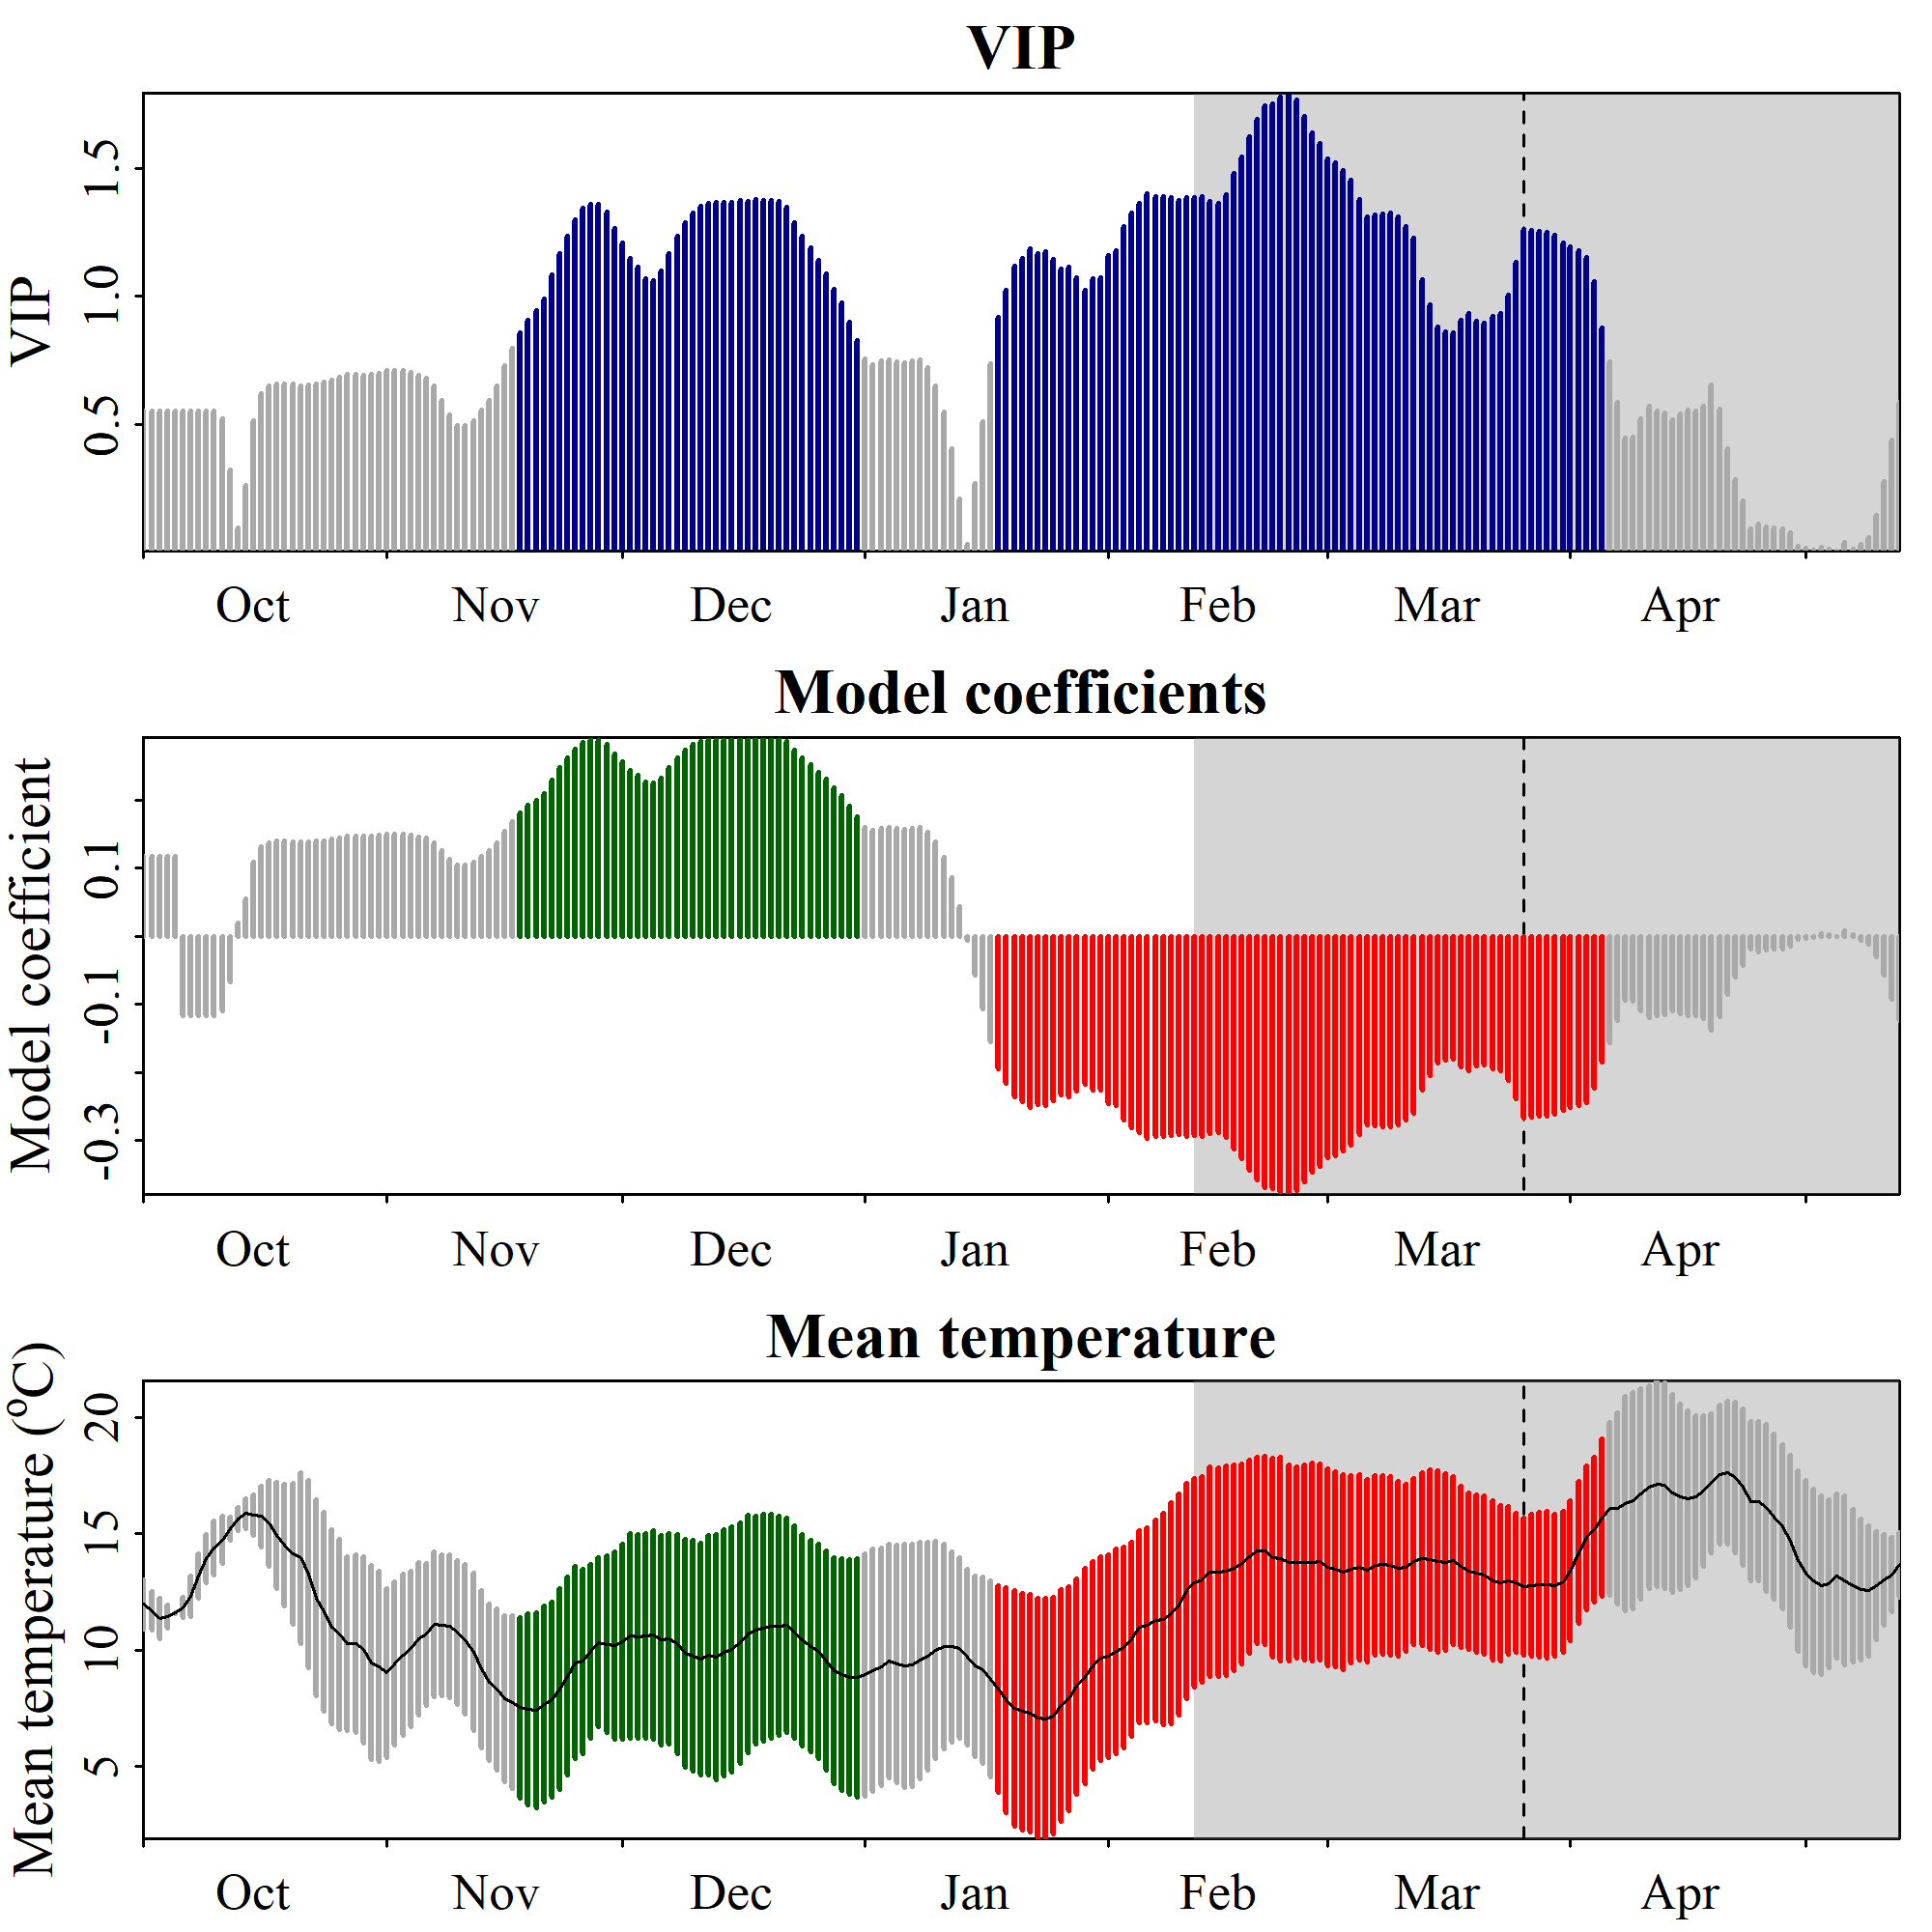 VIP
VIP
1.5
1.0
0.5
Oct Nov Dec Jan Feb Mar Apr
Model coefficients
Model coefficient
0.1
-0.1
-0.3
Oct Nov Dec Jan Feb Mar Apr
Mean temperature
Mean temperature (ºC)
20
15
10
5
Oct Nov Dec Jan Feb Mar Apr